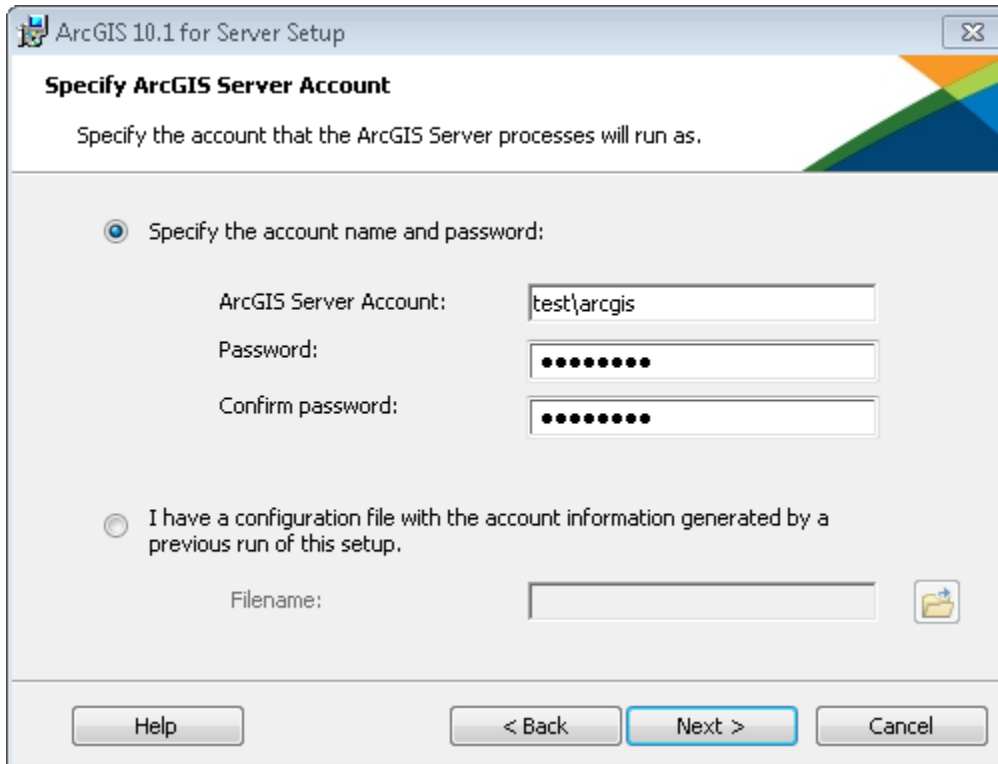 ArcGIS 10.1 for Server Setup
Specify ArcGIS Server Account
Specify the account that the ArcGIS Server processes will run as.
Specify the account name and password:
ArcGIS Server Account: test\arcgis
Password: ●●●●●●●●
Confirm password: ●●●●●●●●
I have a configuration file with the account information generated by a
previous run of this setup.
Filename:
Help < Back Next > Cancel